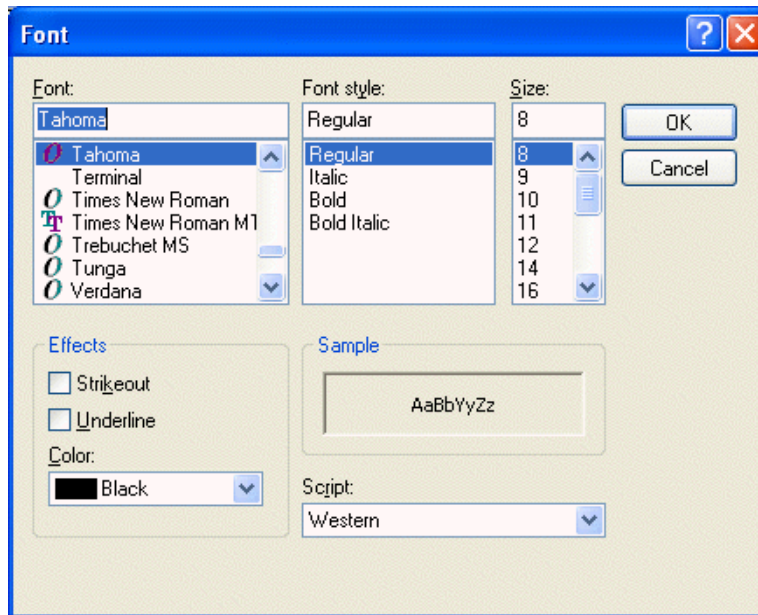 Font
Font:
Font style:
Size:
Tahoma
Regular
8
OK
Cancel
Tahoma
Terminal
Times New Roman
Times New Roman MT
Trebuchet MS
Tunga
Verdana
Regular
Italic
Bold
Bold Italic
8
9
10
11
12
14
16
Effects
Strikeout
Underline
Color:
Black
Sample
AaBbYyZz
Script:
Western